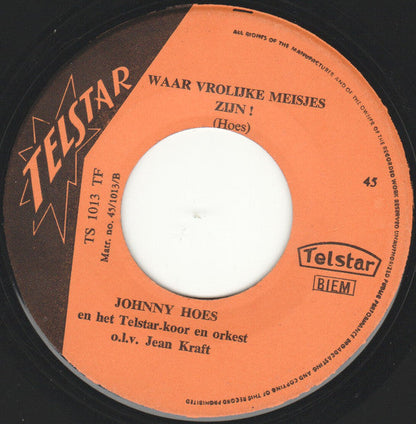 TELSTAR
WAAR VROLIJKE MEISJES
ZIJN !
(Hoes)
TS 1013 TF
Matr. no. 45/1013/B
45
Telstar
BIEM
JOHNNY HOES
en het Telstar-koor en orkest
o.l.v. Jean Kraft
ALL RIGHTS OF THE MANUFACTURER AND OF THE OWNER OF THE RECORDED WORK RESERVED UNAUTHORIZED PUBLIC PERFORMANCE BROADCASTING AND COPYING OF THIS RECORD PROHIBITED